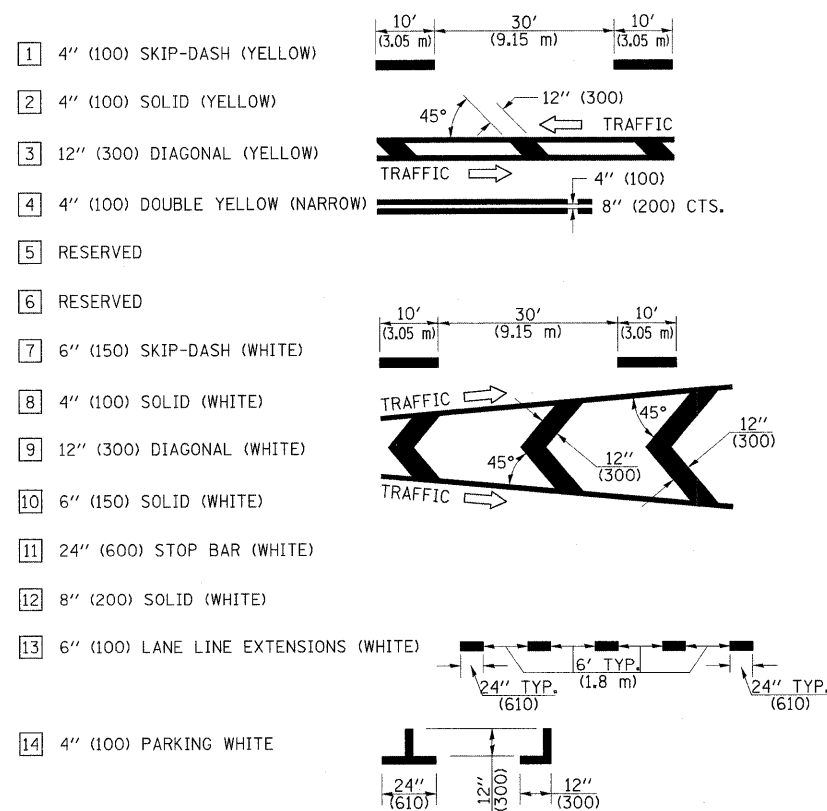 10' 30' 10'
(3.05 m) (9.15 m) (3.05 m)
1 4" (100) SKIP-DASH (YELLOW)
2 4" (100) SOLID (YELLOW)
12" (300)
45°
TRAFFIC
3 12" (300) DIAGONAL (YELLOW)
TRAFFIC
4" (100)
4 4" (100) DOUBLE YELLOW (NARROW)
8" (200) CTS.
5 RESERVED
6 RESERVED
10' 30' 10'
(3.05 m) (9.15 m) (3.05 m)
7 6" (150) SKIP-DASH (WHITE)
8 4" (100) SOLID (WHITE)
TRAFFIC
45°
12"
(300)
9 12" (300) DIAGONAL (WHITE)
45°
12"
(300)
10 6" (150) SOLID (WHITE)
TRAFFIC
11 24" (600) STOP BAR (WHITE)
12 8" (200) SOLID (WHITE)
13 6" (100) LANE LINE EXTENSIONS (WHITE)
6' TYP.
(1.8 m)
24" TYP.
(610)
24" TYP.
(610)
14 4" (100) PARKING WHITE
24"
(610)
12"
(300)
12"
(300)